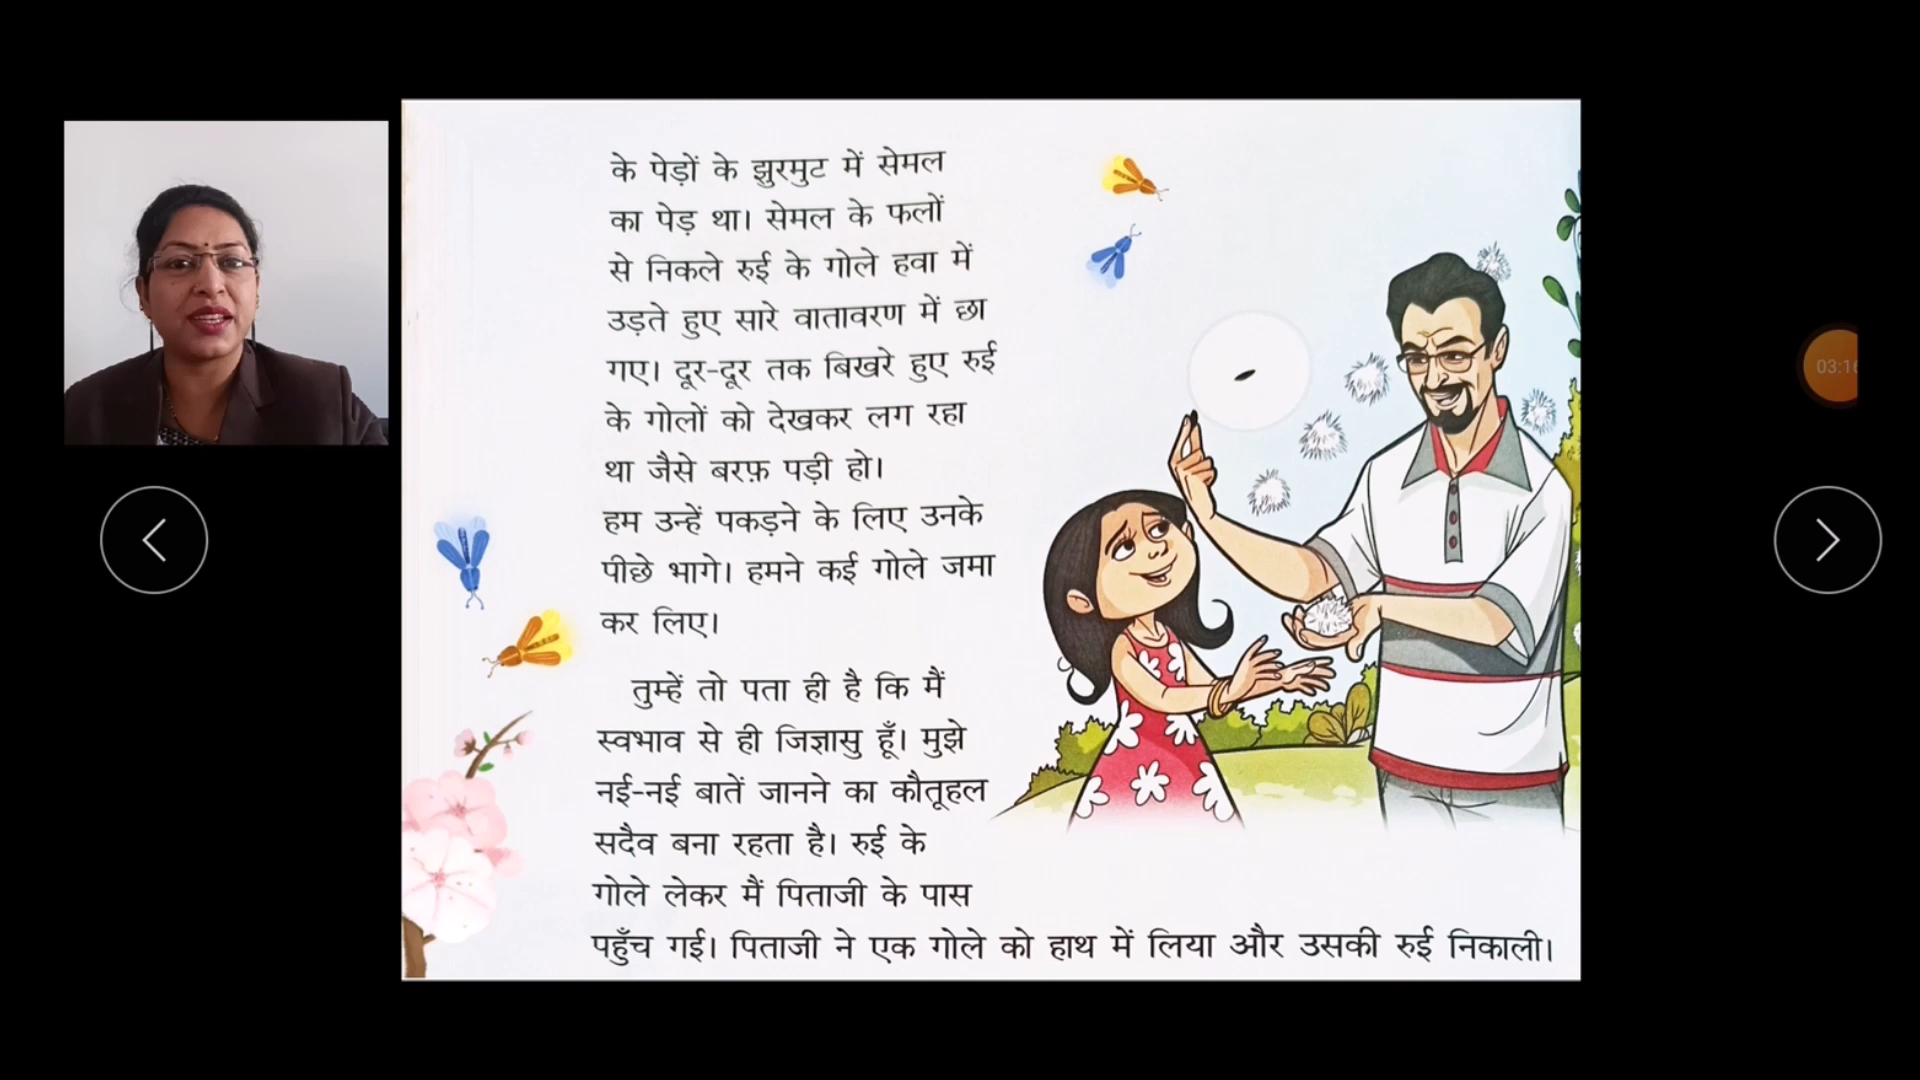 के पेड़ों के झुरमुट में सेमल
का पेड़ था। सेमल के फलों
से निकले रुई के गोले हवा में
उड़ते हुए सारे वातावरण में छा
गए। दूर-दूर तक बिखरे हुए रुई
के गोलों को देखकर लग रहा
था जैसे बरफ़ पड़ी हो।
हम उन्हें पकड़ने के लिए उनके
पीछे भागे। हमने कई गोले जमा
कर लिए।
तुम्हें तो पता ही है कि मैं
स्वभाव से ही जिज्ञासु हूँ। मुझे
नई-नई बातें जानने का कौतूहल
सदैव बना रहता है। रुई के
गोले लेकर मैं पिताजी के पास
पहुँच गई। पिताजी ने एक गोले को हाथ में लिया और उसकी रुई निकाली।
03:16